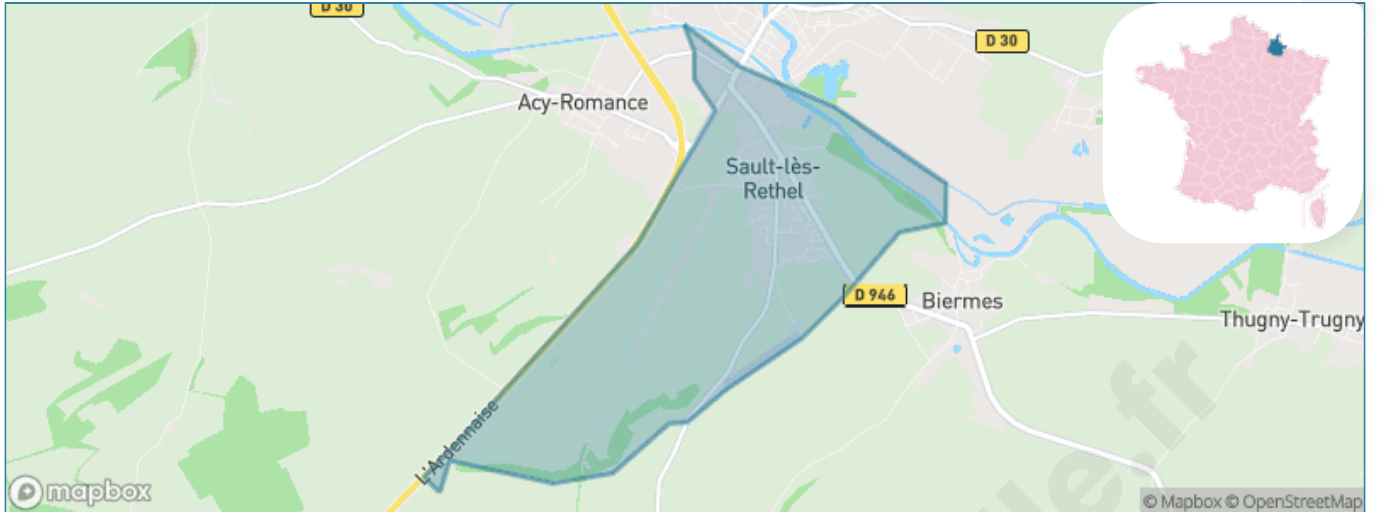 D 30
D 30
Acy-Romance
Sault-lès-
Rethel
D 946
Biermes
Thugny-Trugny
L'Ardennaise
mapbox
© Mapbox © OpenStreetMap